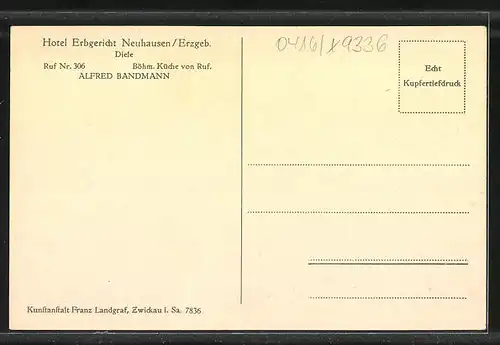 Hotel Erbgericht Neuhausen/Erzgeb.
Diele
Ruf Nr. 306 Böhm. Küche von Ruf.
ALFRED BANDMANN
0416/x9336
Echt
Kupfertiefdruck
Kunſtanſtalt Franz Landgraf, Zwickau i. Sa. 7836